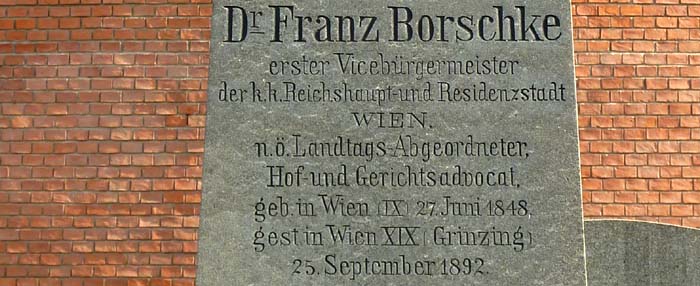 Dr Franz Borschke
erster Vicebürgermeister
der k.k. Reichshaupt-und Residenzstadt
WIEN.
n.ö. Landtags-Abgeordneter,
Hof-und Gerichtsadvocat,
geb. in Wien (IX) 27. Juni 1848,
gest. in Wien XIX (Grinzing)
25. September 1892.